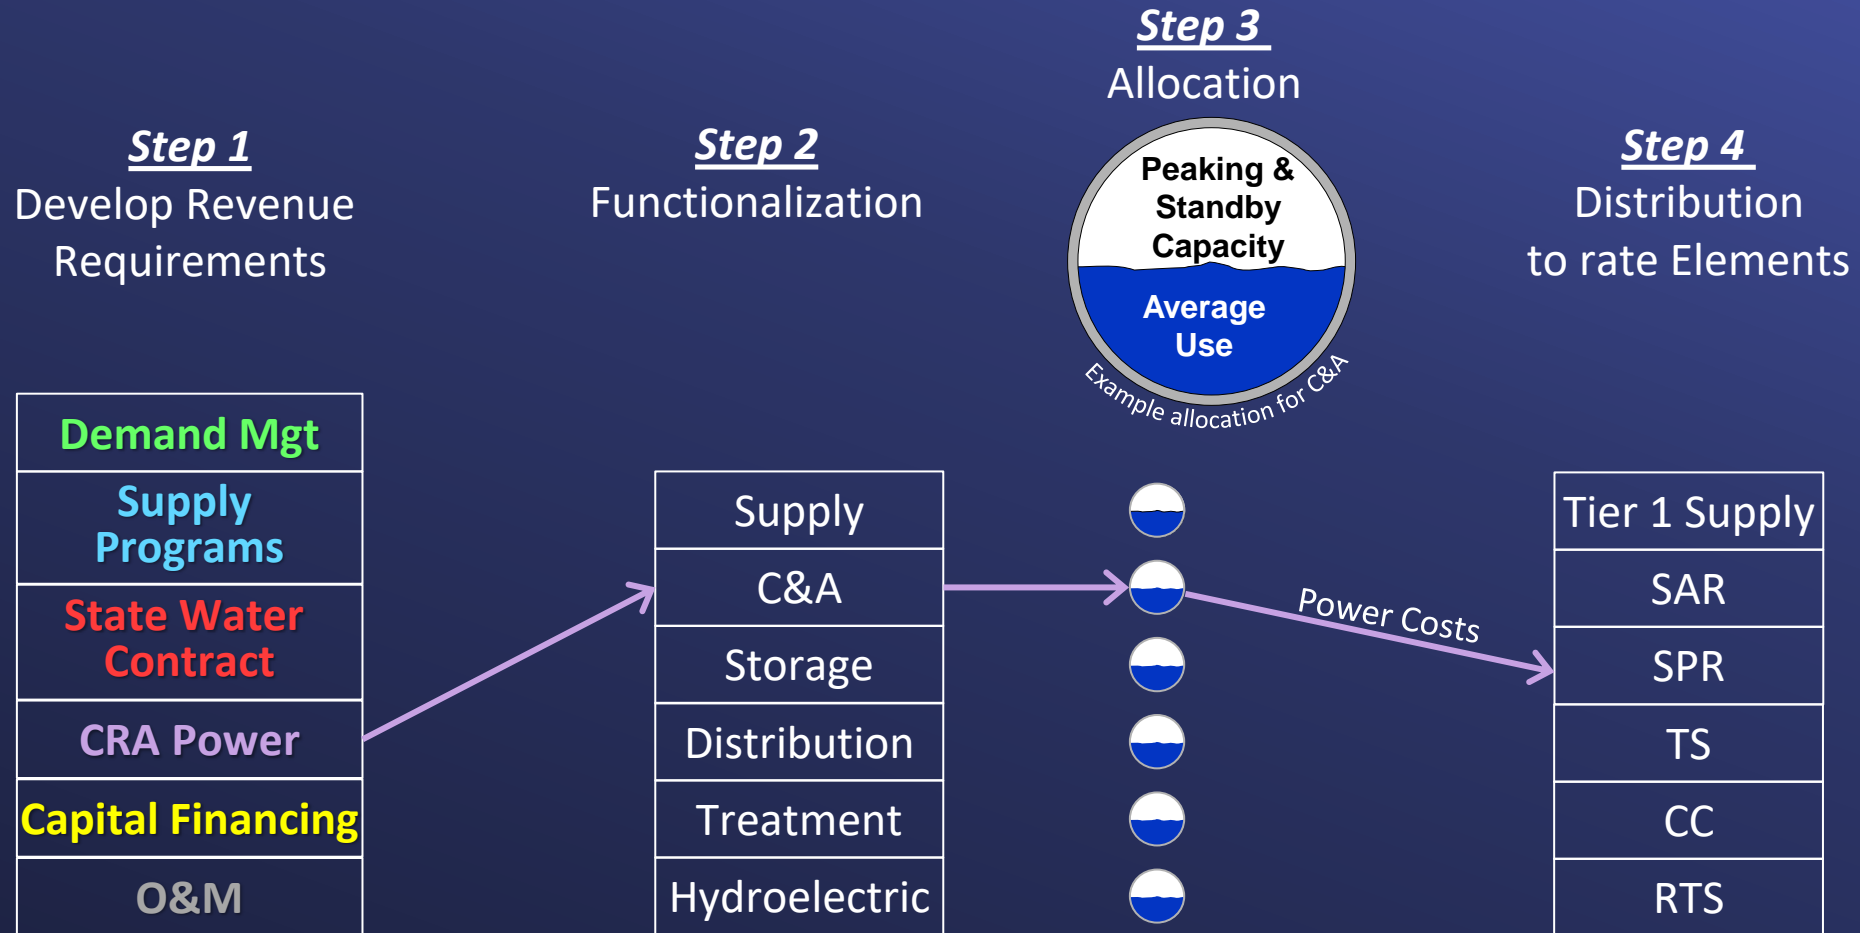 Step 1
Develop Revenue
Requirements
Demand Mgt
Supply
Programs
State Water
Contract
CRA Power
Capital Financing
O&M
Step 2
Functionalization
Supply
C&A
Storage
Distribution
Treatment
Hydroelectric
Step 3
Allocation
Peaking &
Standby
Capacity
Average
Use
Example allocation for C&A
Power Costs
Step 4
Distribution
to rate Elements
Tier 1 Supply
SAR
SPR
TS
CC
RTS